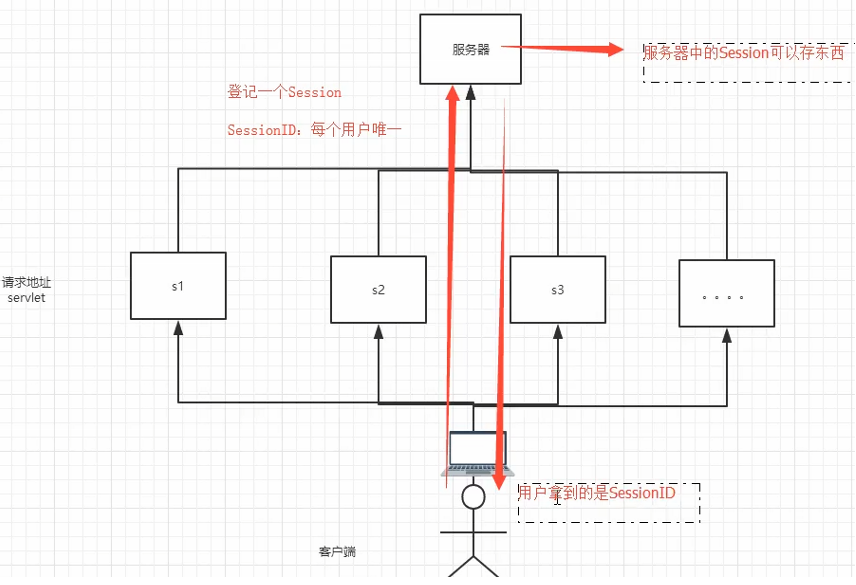 服务器
服务器中的Session可以存东西
登记一个Session
SessionID：每个用户唯一
请求地址
servlet
s1
s2
s3
。。。。
用户拿到的是SessionID
客户端